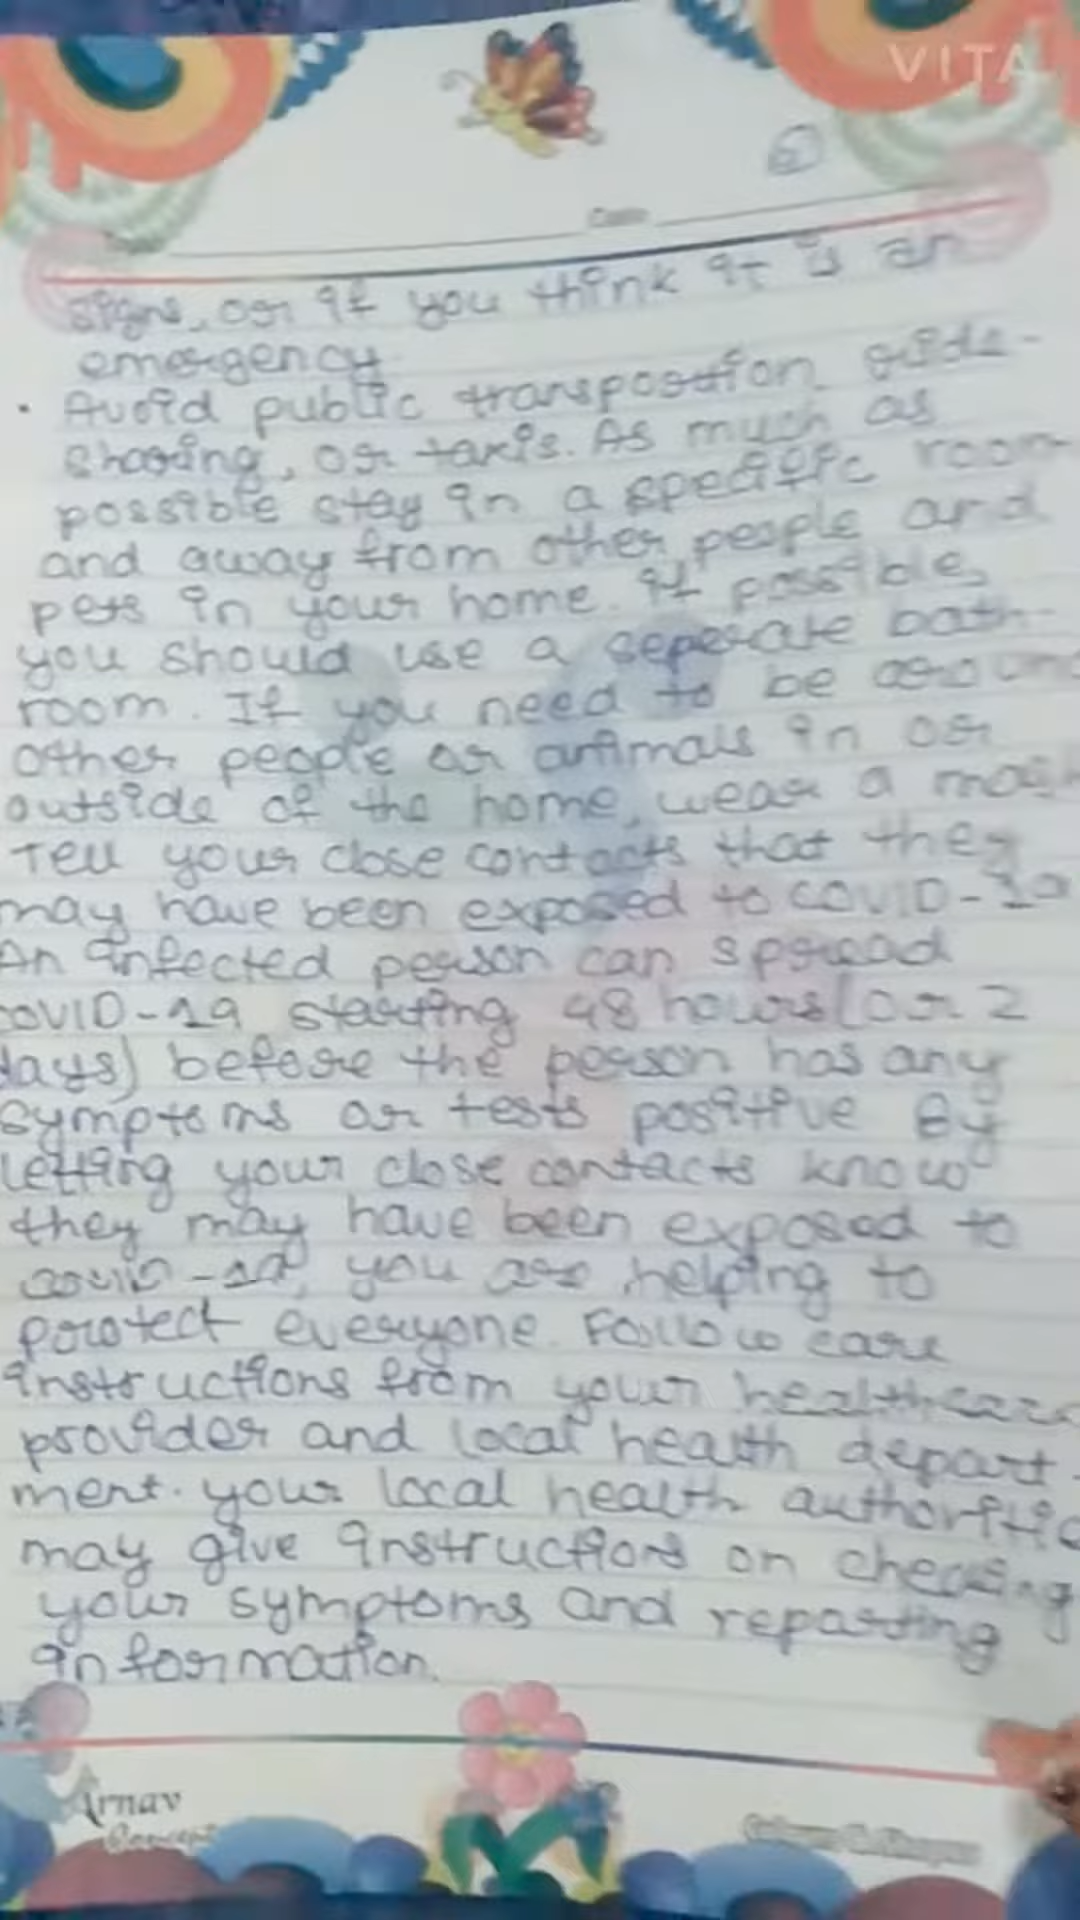 VITA
Date
signs, or if you think it is an
emergency
• Avoid public transpostion ride-
sharing, or taxis. As much as
possible stay in a specific room
and away from other people and
pets in your home. if possible,
you should use a seperate bath-
room. If you need to be around
other people or animals in or
outside of the home, wear a mask
Tell your close contacts that they
may have been exposed to COVID-19
An infected person can spread
COVID-19 starting 48 hours (or 2
days) before the person has any
symptoms or tests positive By
letting your close contacts know
they may have been exposed to
covid-19, you are helping to
protect everyone. Follow care
instructions from your healthcare
provider and local health depart-
ment. your local health authoritie
may give instructions on checking
your symptoms and reporting
information.
Arnav
Concept